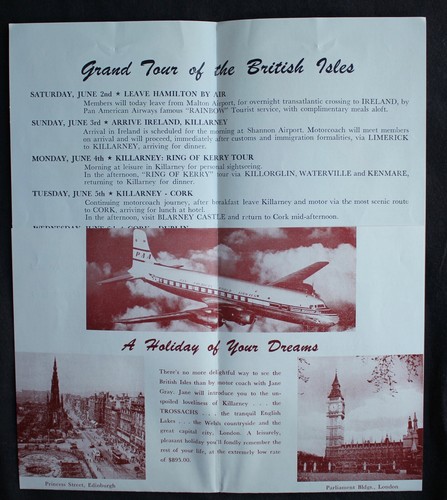 Grand Tour of the British Isles
SATURDAY, JUNE 2nd ★ LEAVE HAMILTON BY AIR
Members will today leave from Malton Airport, for overnight transatlantic crossing to IRELAND, by
Pan American Airways famous "RAINBOW" Tourist service, with complimentary meals aloft.
SUNDAY, JUNE 3rd ★ ARRIVE IRELAND, KILLARNEY
Arrival in Ireland is scheduled for the morning at Shannon Airport. Motorcoach will meet members
on arrival and will proceed, immediately after customs and immigration formalities, via LIMERICK
to KILLARNEY, arriving for dinner.
MONDAY, JUNE 4th ★ KILLARNEY: RING OF KERRY TOUR
Morning at leisure in Killarney for personal sightseeing.
In the afternoon, "RING OF KERRY" tour via KILLORGLIN, WATERVILLE and KENMARE,
returning to Killarney for dinner.
TUESDAY, JUNE 5th ★ KILLARNEY - CORK
Continuing motorcoach journey, after breakfast leave Killarney and motor via the most scenic route
to CORK, arriving for lunch at hotel.
In the afternoon, visit BLARNEY CASTLE and return to Cork mid-afternoon.
PAA
A Holiday of Your Dreams
There's no more delightful way to see the
British Isles than by motor coach with Jane
Gray. Jane will introduce you to the un-
spoiled loveliness of Killarney . . . the
TROSSACHS . . . the tranquil English
Lakes . . . the Welsh countryside and the
great capital city, London. A leisurely,
pleasant holiday you'll fondly remember the
rest of your life, at the extremely low rate
of $895.00.
Princess Street, Edinburgh
Parliament Bldgs., London